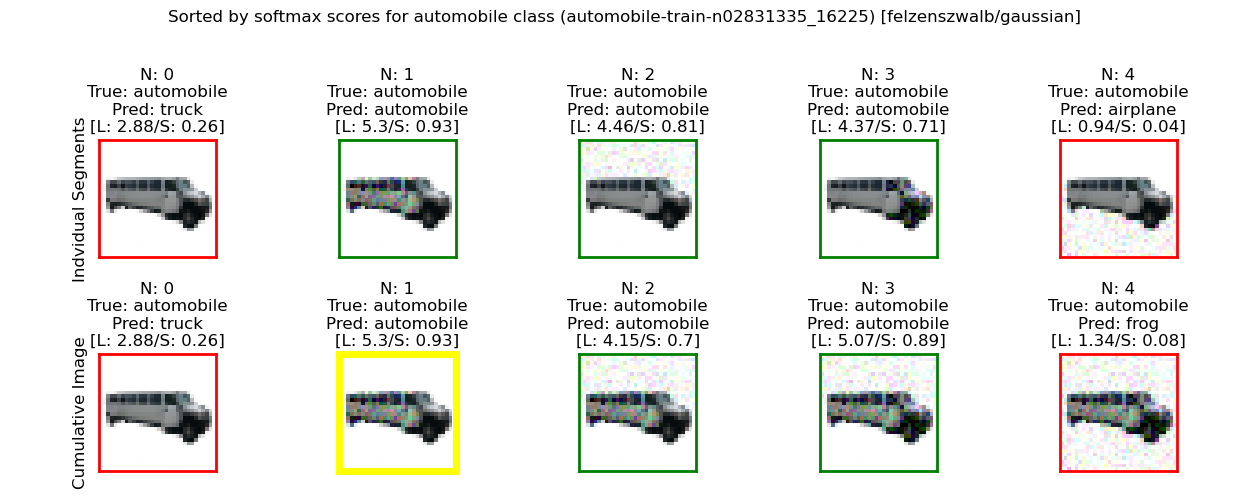 Sorted by softmax scores for automobile class (automobile-train-n02831335_16225) [felzenszwalb/gaussian]
Indvidual Segments
N: 0
True: automobile
Pred: truck
[L: 2.88/S: 0.26]
N: 1
True: automobile
Pred: automobile
[L: 5.3/S: 0.93]
N: 2
True: automobile
Pred: automobile
[L: 4.46/S: 0.81]
N: 3
True: automobile
Pred: automobile
[L: 4.37/S: 0.71]
N: 4
True: automobile
Pred: airplane
[L: 0.94/S: 0.04]
Cumulative Image
N: 0
True: automobile
Pred: truck
[L: 2.88/S: 0.26]
N: 1
True: automobile
Pred: automobile
[L: 5.3/S: 0.93]
N: 2
True: automobile
Pred: automobile
[L: 4.15/S: 0.7]
N: 3
True: automobile
Pred: automobile
[L: 5.07/S: 0.89]
N: 4
True: automobile
Pred: frog
[L: 1.34/S: 0.08]